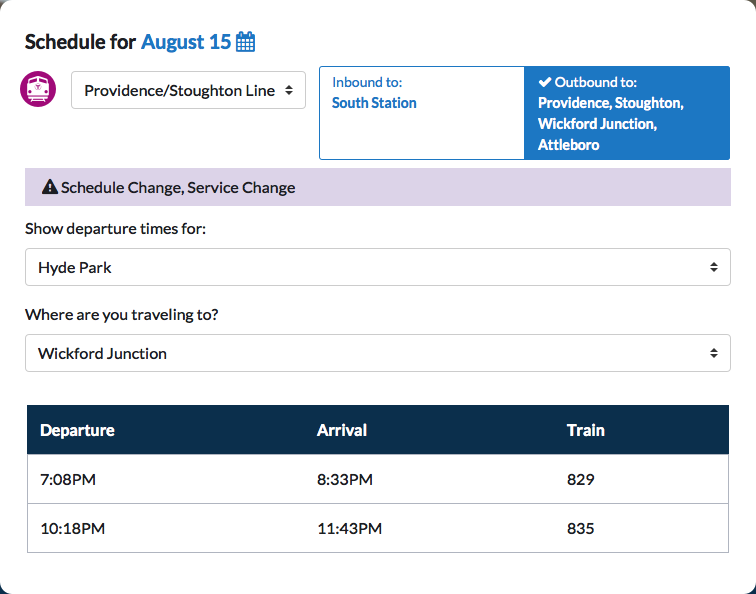 Schedule for August 15
Providence/Stoughton Line
Inbound to:
South Station
Outbound to:
Providence, Stoughton,
Wickford Junction,
Attleboro
Schedule Change, Service Change
Show departure times for:
Hyde Park
Where are you traveling to?
Wickford Junction
Departure Arrival Train
7:08PM 8:33PM 829
10:18PM 11:43PM 835